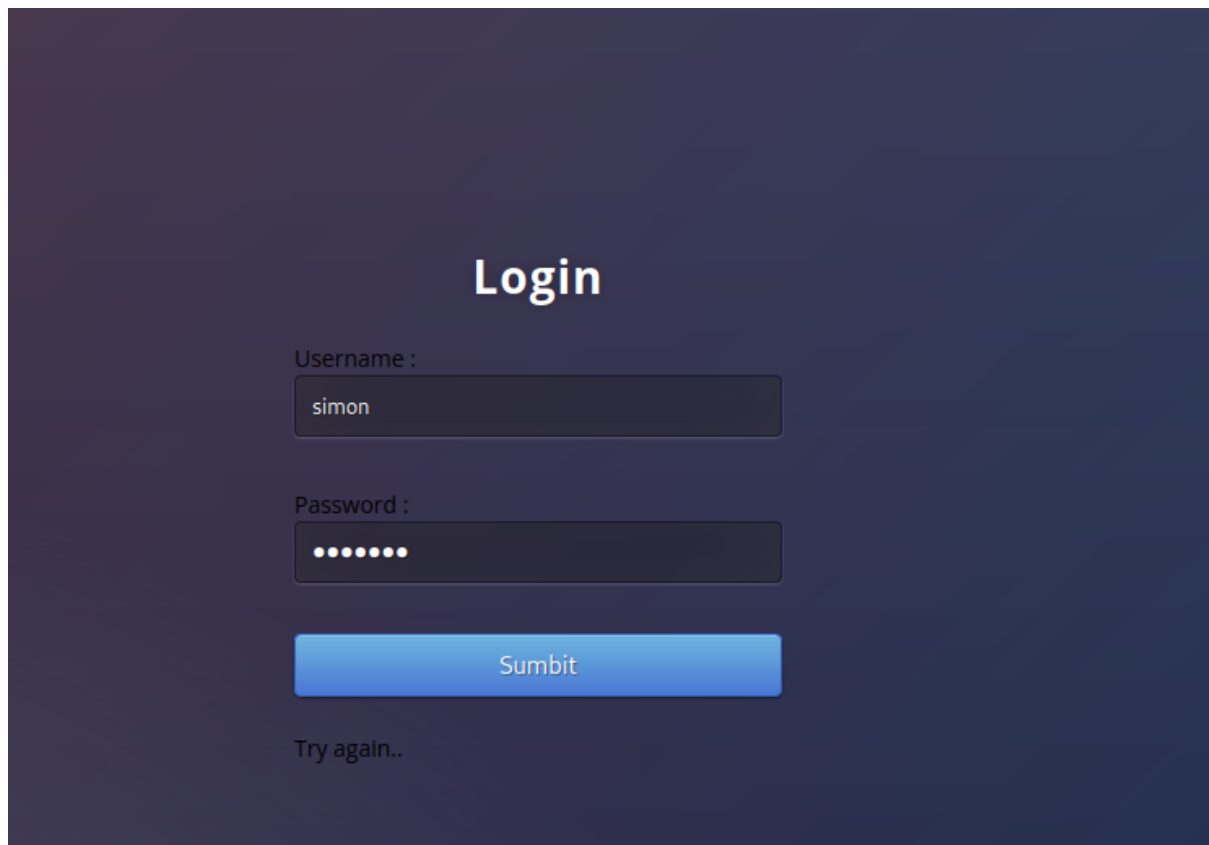 Login
Username :
simon
Password :
•••••••
Sumbit
Try again..